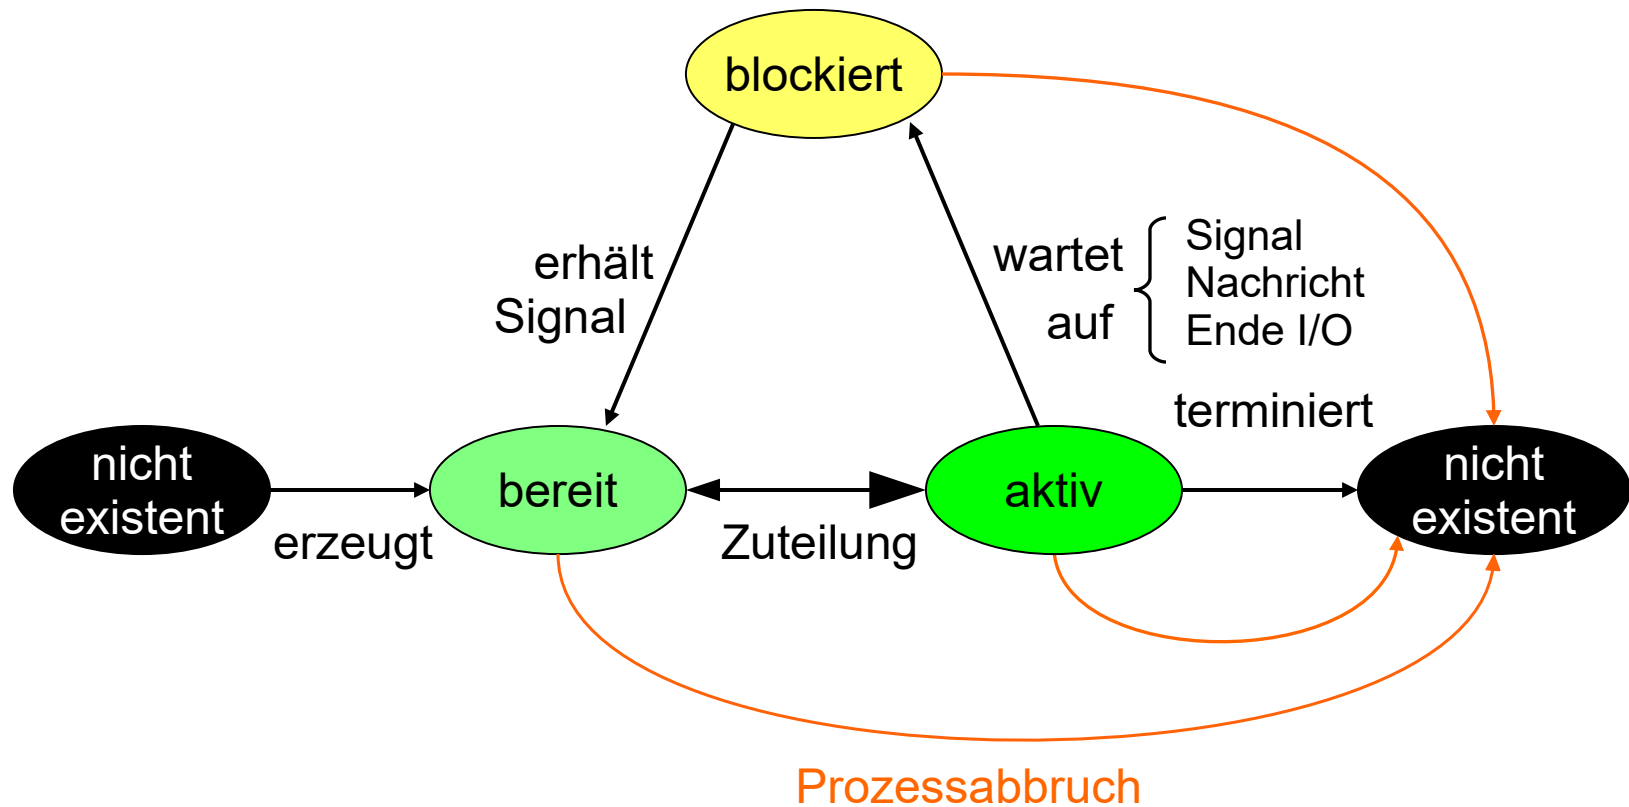 blockiert
erhält
Signal
wartet
auf
Signal
Nachricht
Ende I/O
terminiert
nicht
existent
erzeugt
bereit
Zuteilung
aktiv
nicht
existent
Prozessabbruch